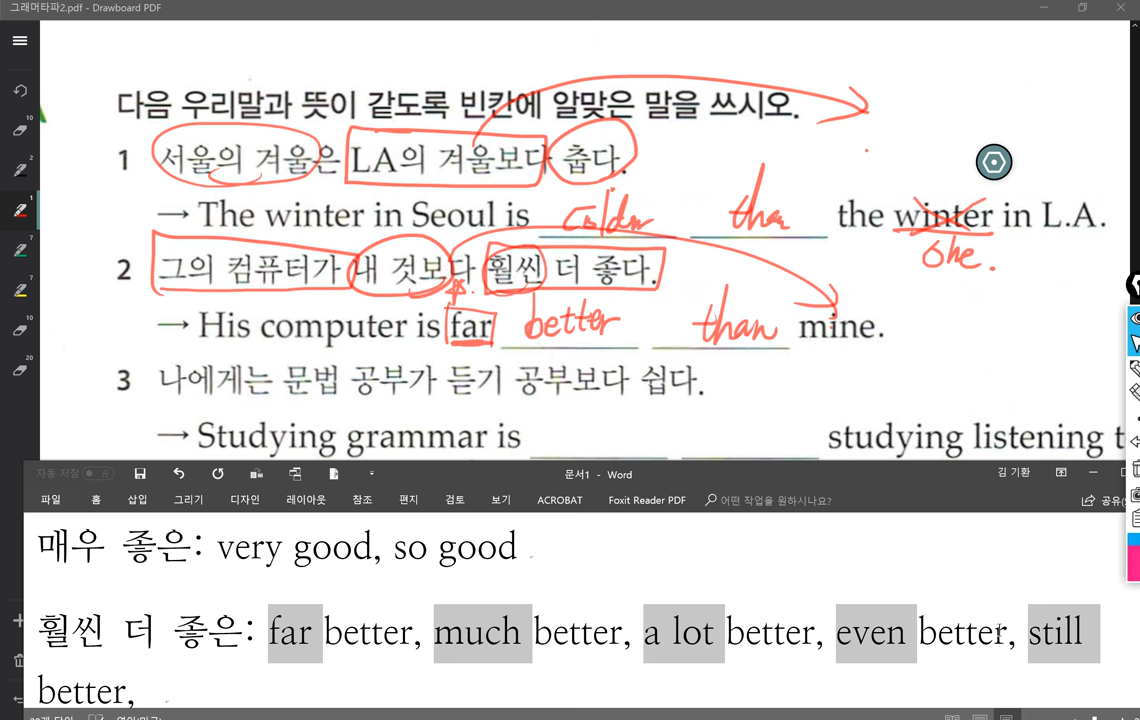 그래머타파2.pdf - Drawboard PDF
다음 우리말과 뜻이 같도록 빈칸에 알맞은 말을 쓰시오.
1 서울의 겨울은 LA의 겨울보다 춥다.
→ The winter in Seoul is colder than the winter in L.A.
one.
2 그의 컴퓨터가 내 것보다 훨씬 더 좋다.
→ His computer is far better than mine.
3 나에게는 문법 공부가 듣기 공부보다 쉽다.
→ Studying grammar is studying listening t
자동 저장 문서1 - Word 김 기환
파일 홈 삽입 그리기 디자인 레이아웃 참조 편지 검토 보기 ACROBAT Foxit Reader PDF 어떤 작업을 원하시나요? 공유
매우 좋은: very good, so good
훨씬 더 좋은: far better, much better, a lot better, even better, still
better,